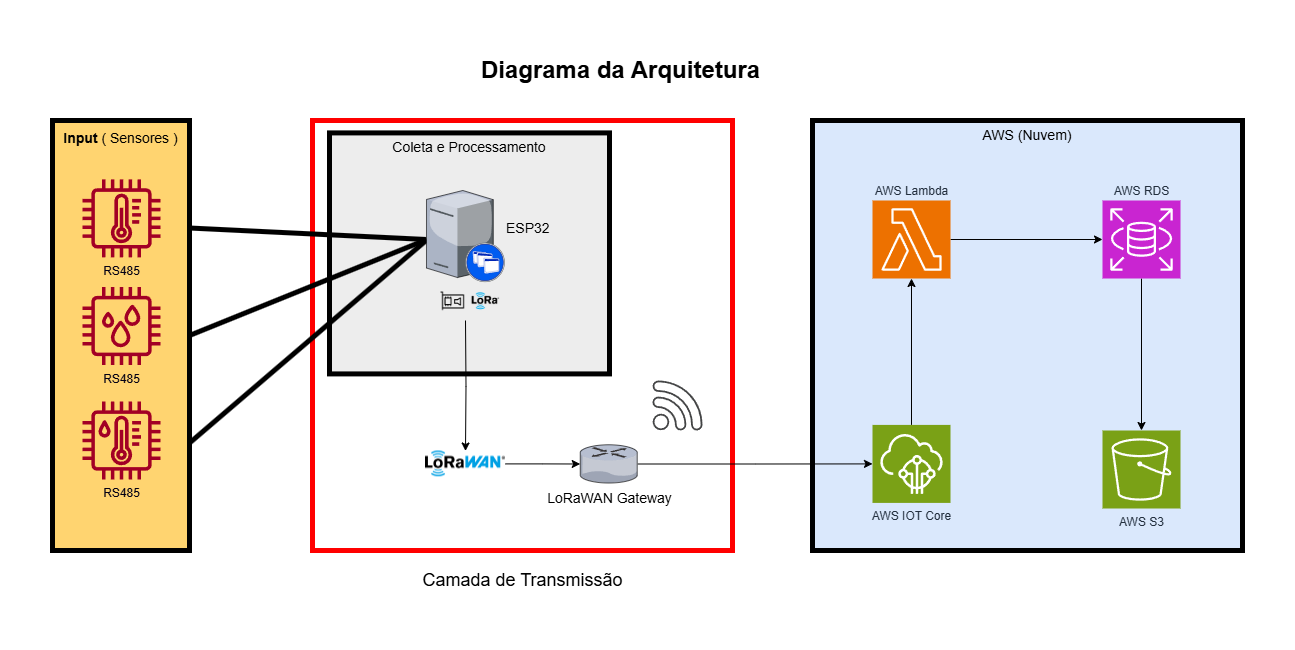 Diagrama da Arquitetura
Input ( Sensores )
RS485
RS485
RS485
Coleta e Processamento
ESP32
LoRa
LoRaWAN
LoRaWAN Gateway
Camada de Transmissão
AWS (Nuvem)
AWS Lambda
AWS RDS
AWS IOT Core
AWS S3